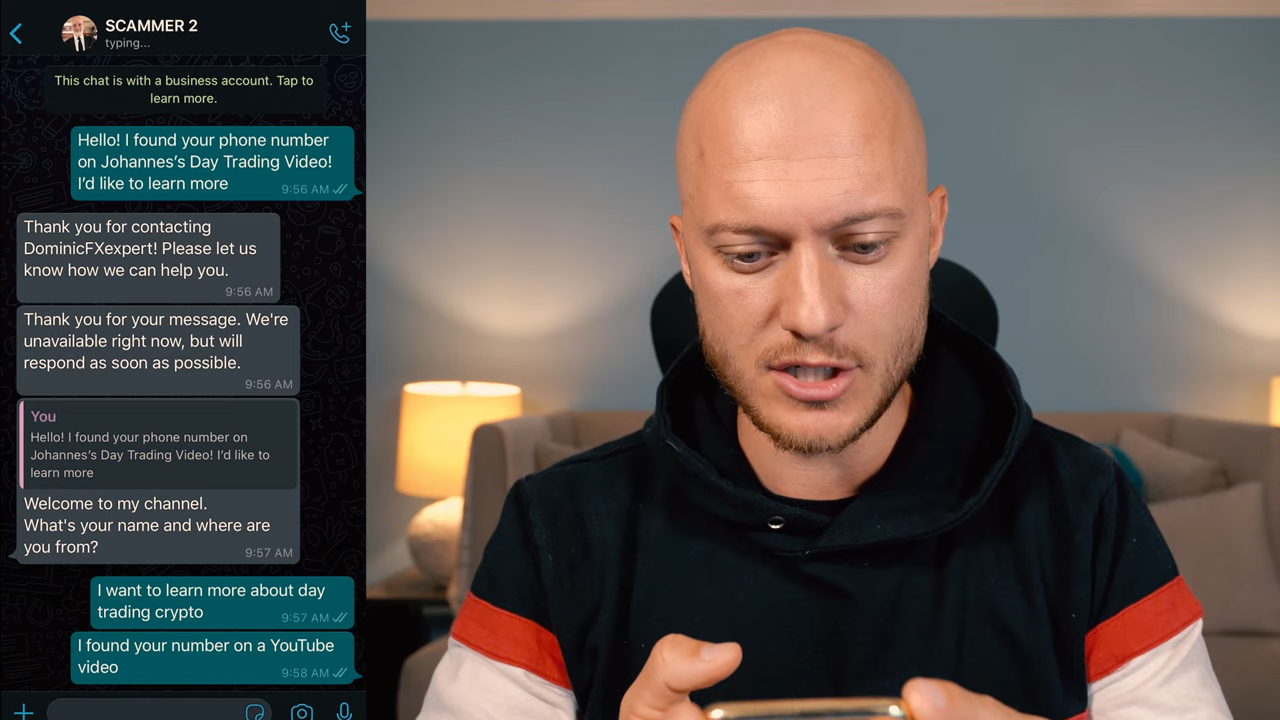 SCAMMER 2
typing...
This chat is with a business account. Tap to
learn more.
Hello! I found your phone number
on Johannes’s Day Trading Video!
I’d like to learn more
9:56 AM
Thank you for contacting
DominicFXexpert! Please let us
know how we can help you.
9:56 AM
Thank you for your message. We're
unavailable right now, but will
respond as soon as possible.
9:56 AM
You
Hello! I found your phone number on
Johannes’s Day Trading Video! I’d like to
learn more
Welcome to my channel.
What's your name and where are
you from?
9:57 AM
I want to learn more about day
trading crypto
9:57 AM
I found your number on a YouTube
video
9:58 AM